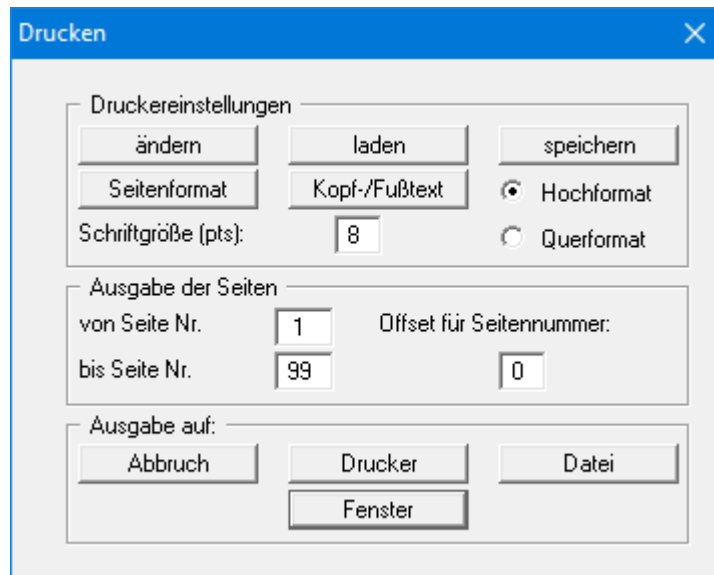 Drucken
Druckereinstellungen
ändern laden speichern
Seitenformat Kopf-/Fußtext Hochformat
Schriftgröße (pts): 8 Querformat
Ausgabe der Seiten
von Seite Nr. 1 Offset für Seitennummer:
bis Seite Nr. 99 0
Ausgabe auf:
Abbruch Drucker Datei
Fenster